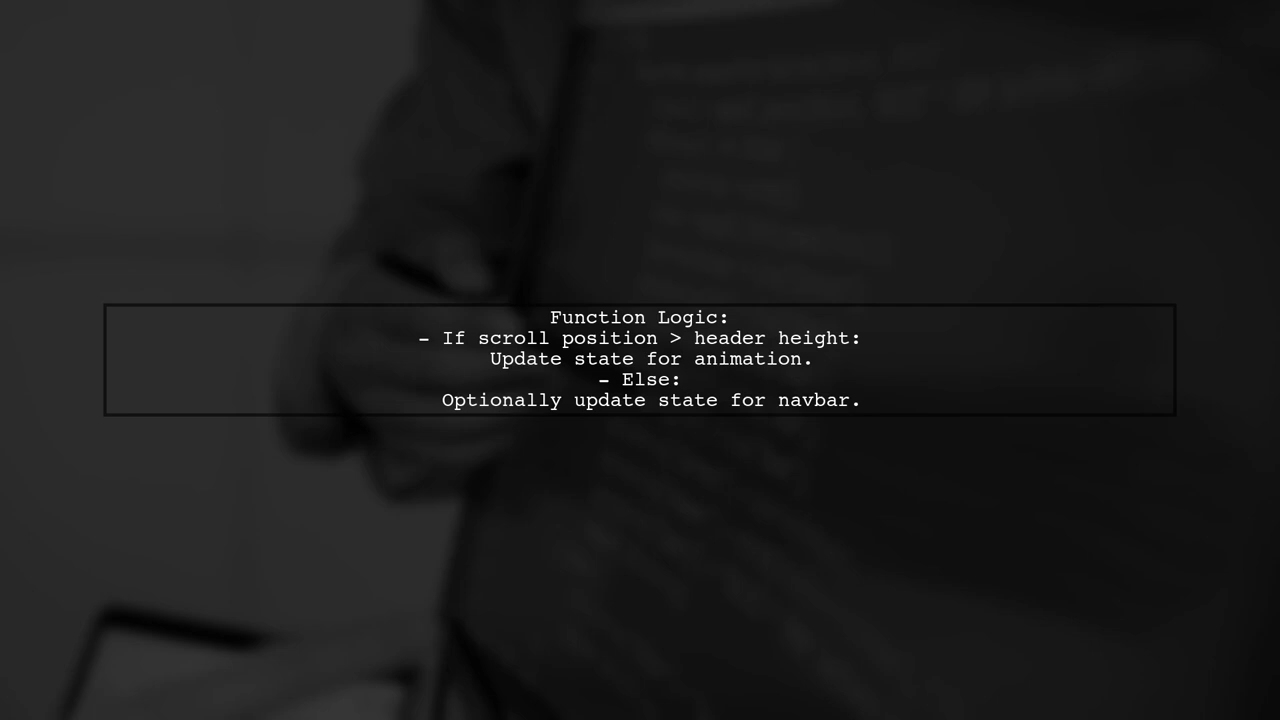 Function Logic:
- If scroll position > header height:
Update state for animation.
- Else:
Optionally update state for navbar.